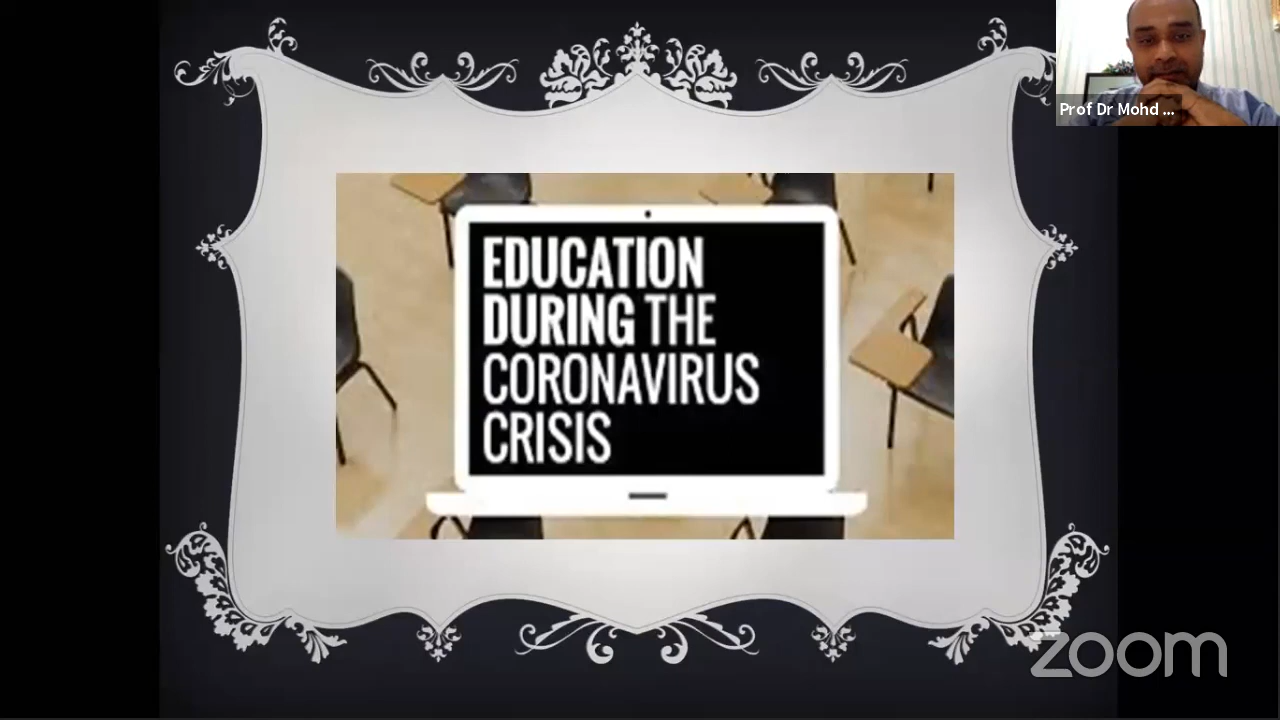 Prof Dr Mohd ...
EDUCATION
DURING THE
CORONAVIRUS
CRISIS
zoom